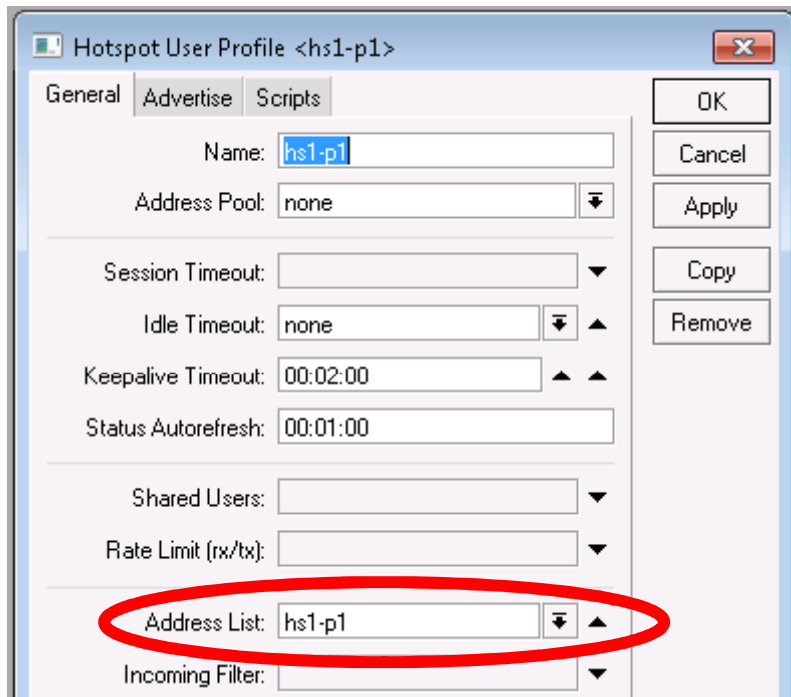 Hotspot User Profile <hs1-p1>
General Advertise Scripts
OK
Name: hs1-p1
Cancel
Address Pool: none
Apply
Session Timeout:
Copy
Idle Timeout: none
Remove
Keepalive Timeout: 00:02:00
Status Autorefresh: 00:01:00
Shared Users:
Rate Limit (rx/tx):
Address List: hs1-p1
Incoming Filter: